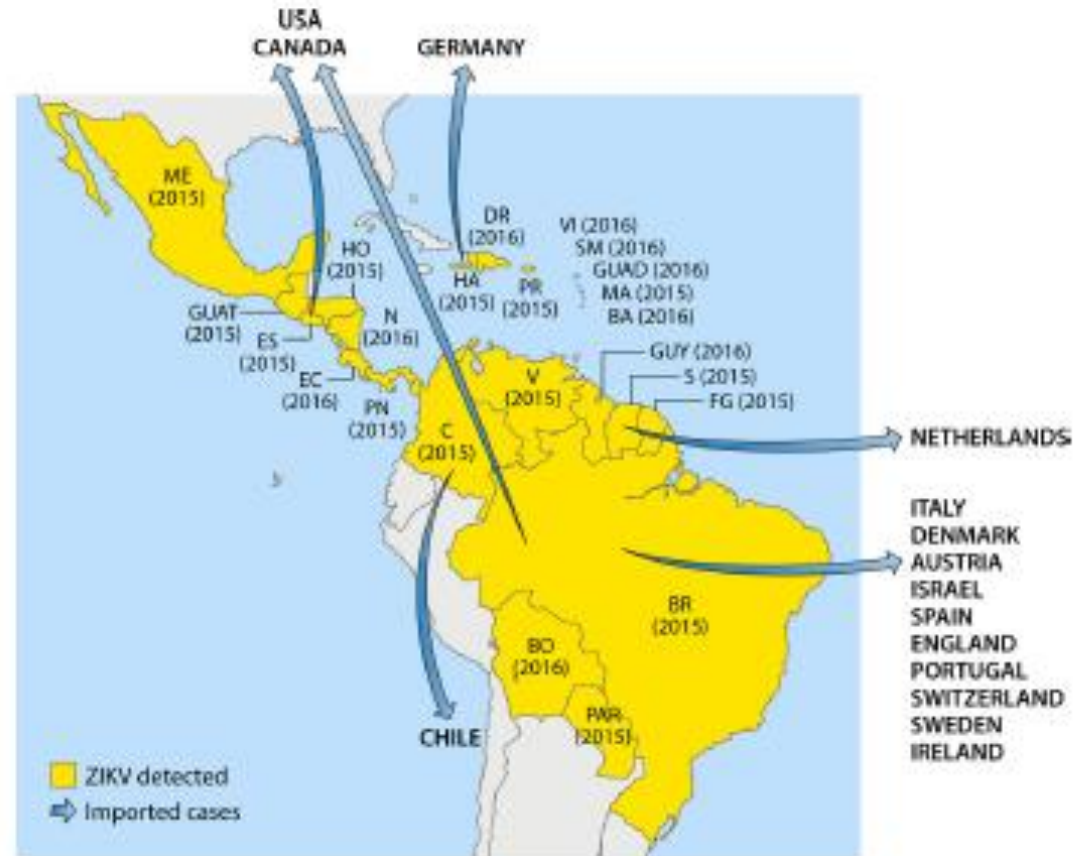 USA
CANADA
GERMANY
ME
(2015)
DR
(2016)
VI (2016)
SM (2016)
GUAD (2016)
MA (2015)
BA (2016)
HO
(2015)
HA
(2015)
PR
(2015)
GUAT
(2015)
ES
(2015)
N
(2016)
EC
(2016)
PN
(2015)
GUY (2016)
S (2015)
FG (2015)
V
(2015)
C
(2015)
NETHERLANDS
ITALY
DENMARK
AUSTRIA
ISRAEL
SPAIN
ENGLAND
PORTUGAL
SWITZERLAND
SWEDEN
IRELAND
BR
(2015)
BO
(2016)
PAR
(2015)
CHILE
ZIKV detected
Imported cases